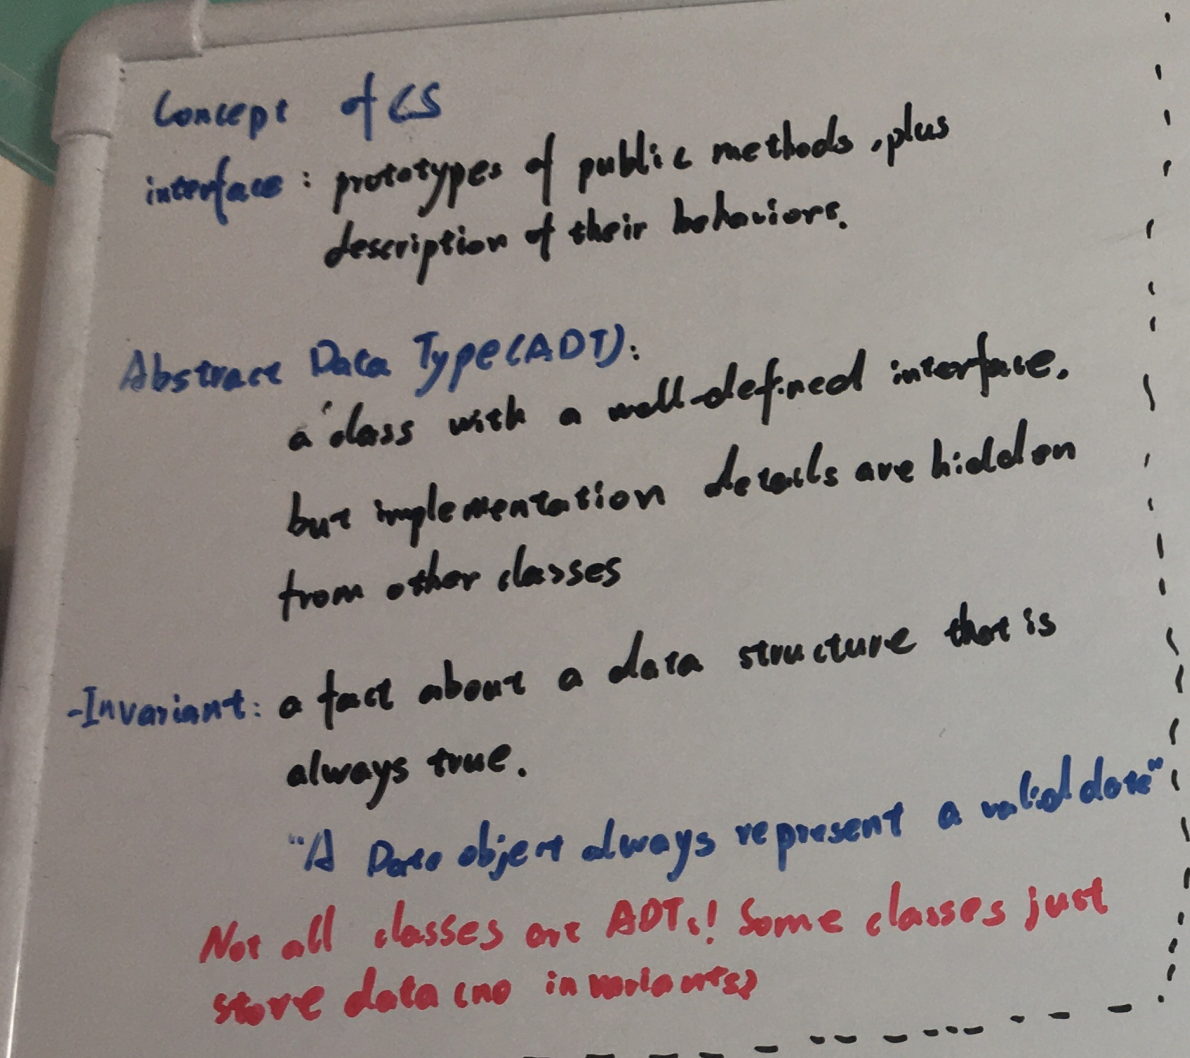 Concept of CS
interface: prototypes of public methods, plus
description of their behaviors.
Abstract Data Type(ADT):
a class with a well-defined interface.
but implementation details are hidden
from other classes
-Invariant: a fact about a data structure that is
always true.
"A Date object always represent a valid date"
Not all classes are ADTs! Some classes just
store data (no invariants)